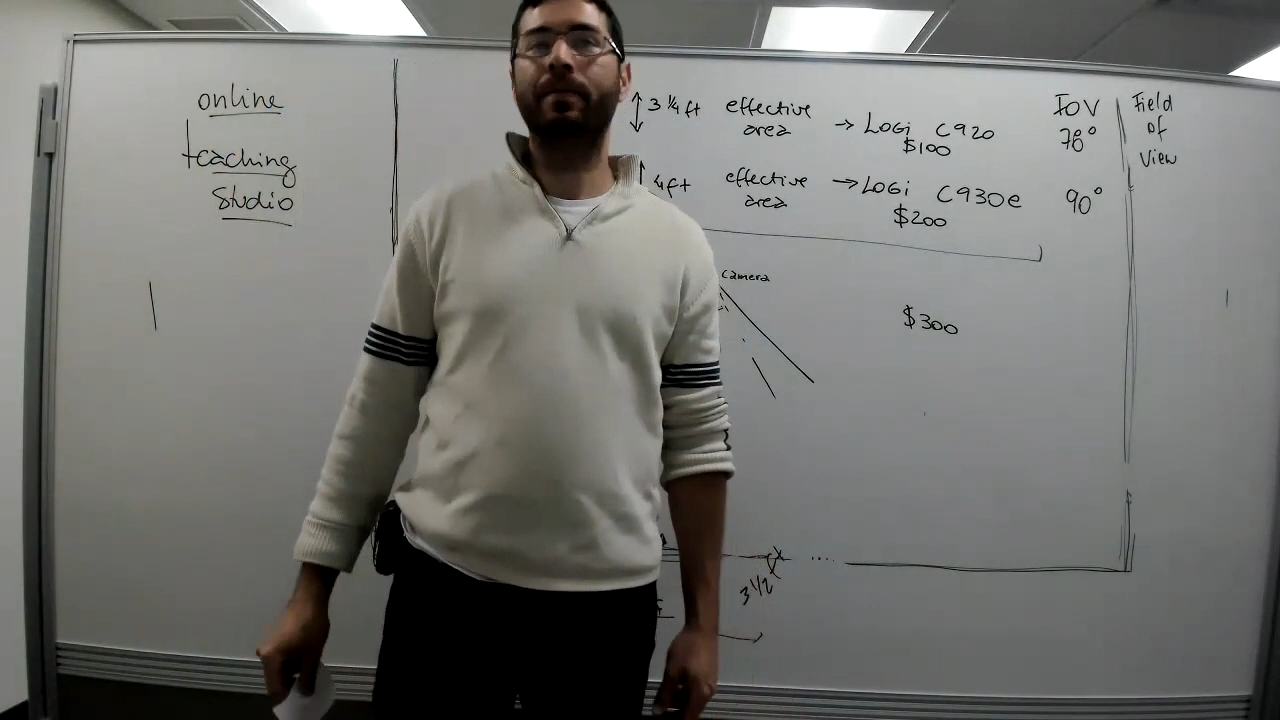 online
teaching
Studio
3 1/4 ft effective area → Logi C920 $100
4ft effective area → Logi C930e $200
FOV 78°
90°
Field of View
camera
$300
3 1/2
...